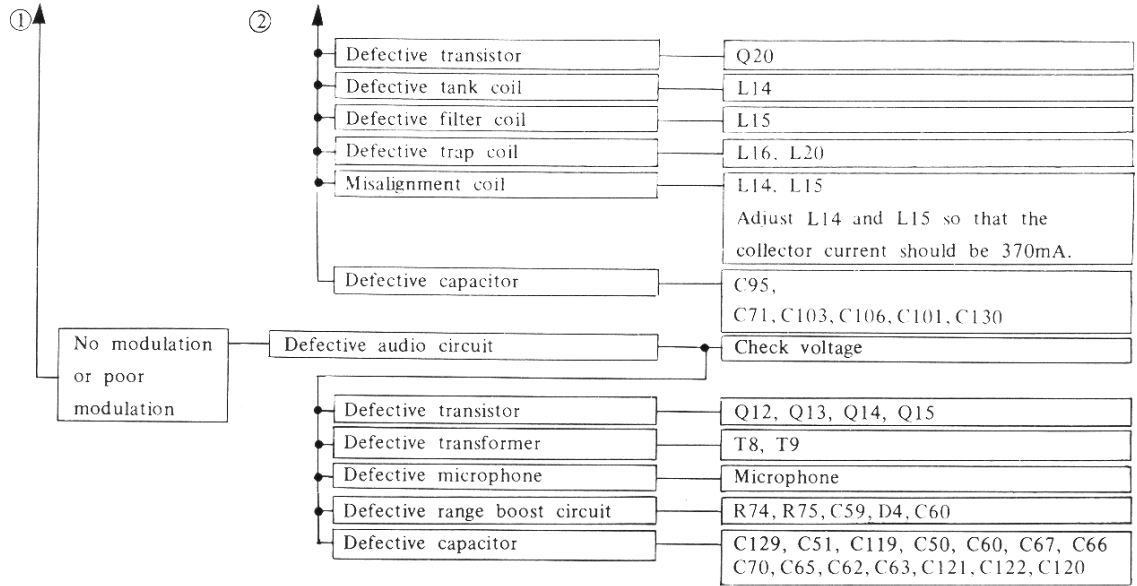 ① ②
Defective transistor Q20
Defective tank coil L14
Defective filter coil L15
Defective trap coil L16. L20
Misalignment coil L14. L15
Adjust L14 and L15 so that the
collector current should be 370mA.
Defective capacitor C95,
C71, C103, C106, C101, C130
No modulation
or poor
modulation
Defective audio circuit Check voltage
Defective transistor Q12, Q13, Q14, Q15
Defective transformer T8, T9
Defective microphone Microphone
Defective range boost circuit R74, R75, C59, D4, C60
Defective capacitor C129, C51, C119, C50, C60, C67, C66
C70, C65, C62, C63, C121, C122, C120